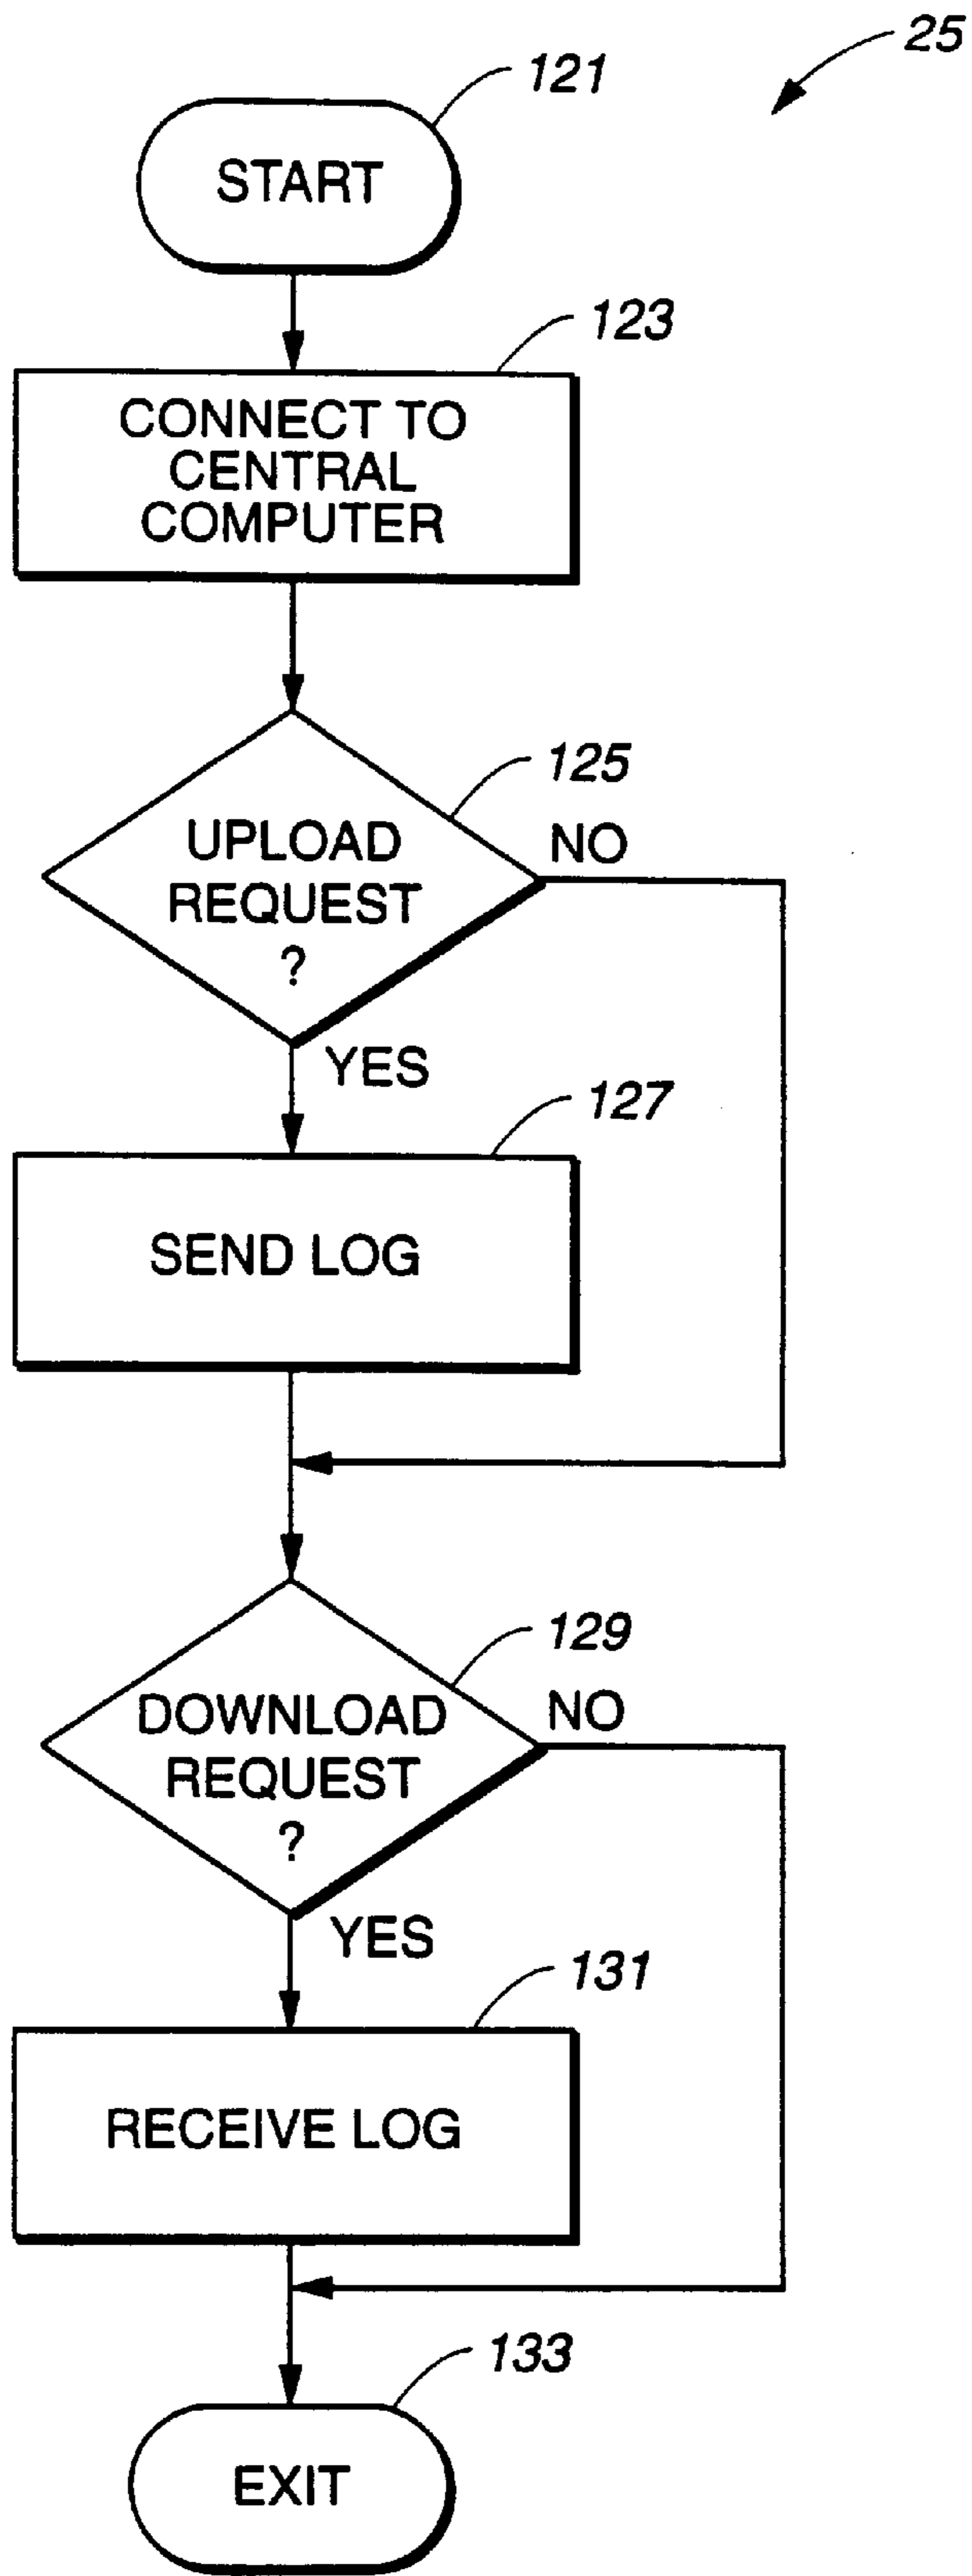 25
121
START
123
CONNECT TO
CENTRAL
COMPUTER
125
UPLOAD
REQUEST
?
NO
YES
127
SEND LOG
129
DOWNLOAD
REQUEST
?
NO
YES
131
RECEIVE LOG
133
EXIT